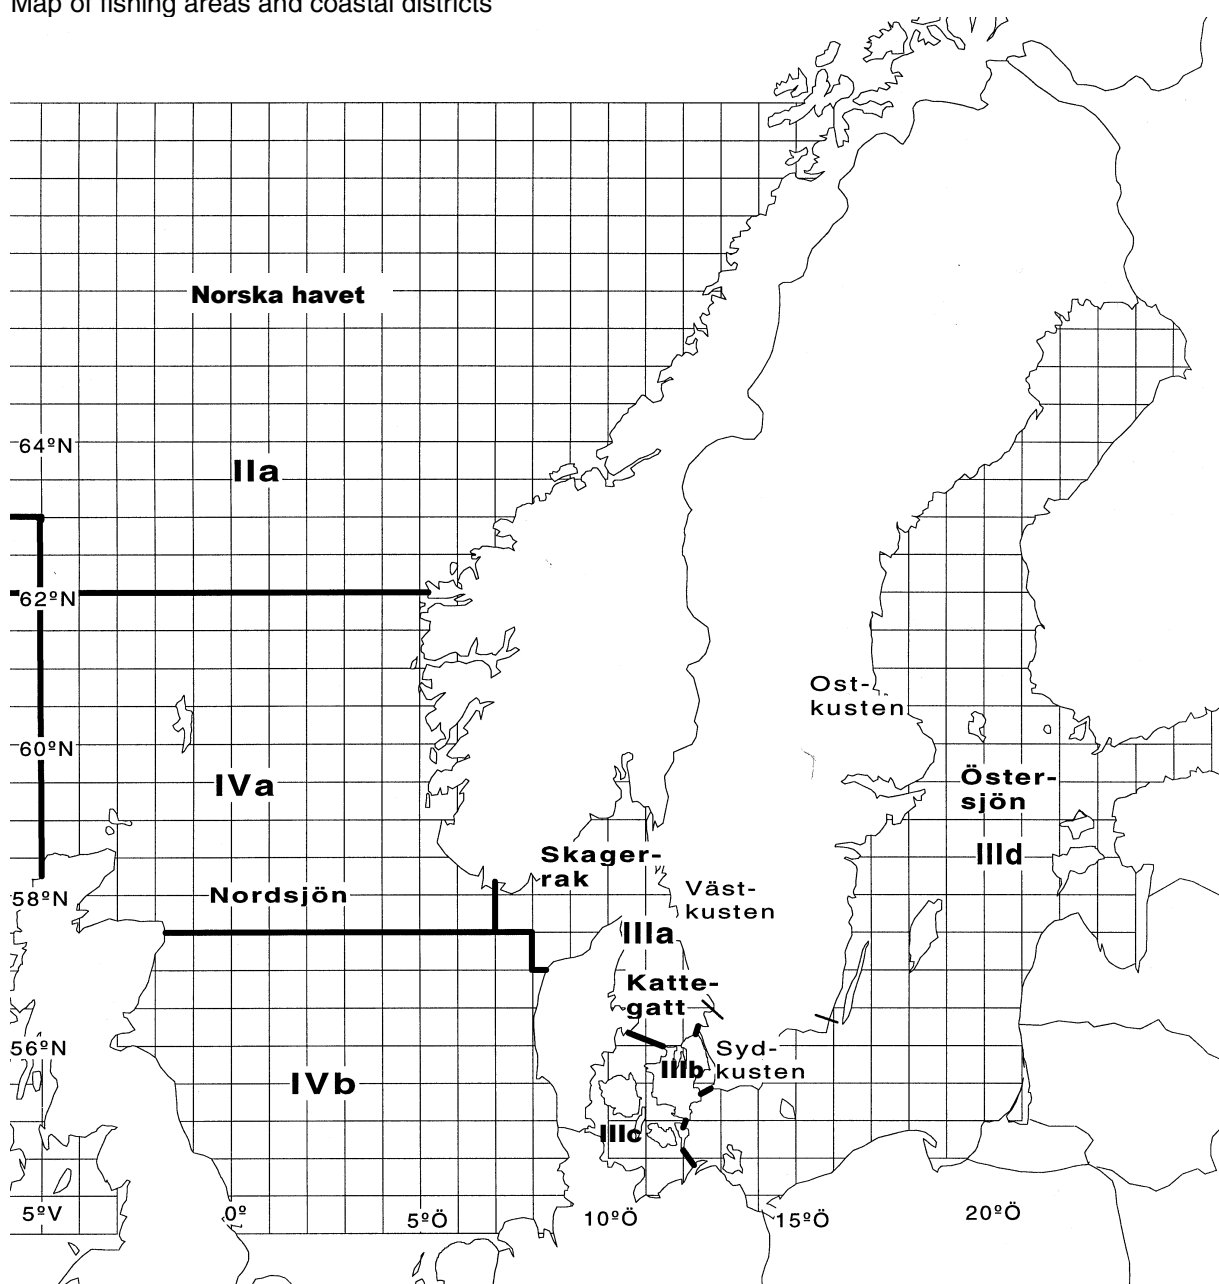 Map of fishing areas and coastal districts
Norska havet
64ºN
IIa
62ºN
Ost-
kusten
60ºN
IVa
Öster-
sjön
Skager-
rak
IIId
58ºN
Nordsjön
Väst-
kusten
IIIa
Katte-
gatt
56ºN
Syd-
kusten
IIIb
IVb
IIIc
5ºV
0º
5ºÖ
10ºÖ
15ºÖ
20ºÖ